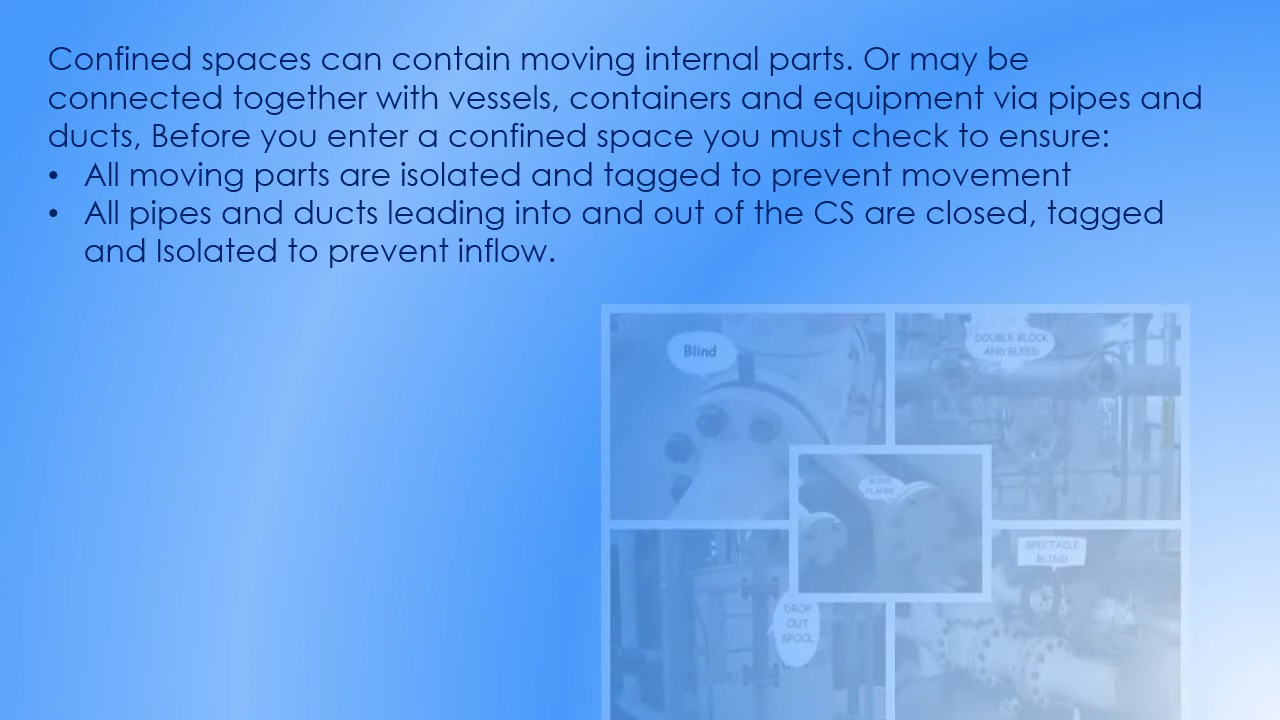 Confined spaces can contain moving internal parts. Or may be
connected together with vessels, containers and equipment via pipes and
ducts, Before you enter a confined space you must check to ensure:
• All moving parts are isolated and tagged to prevent movement
• All pipes and ducts leading into and out of the CS are closed, tagged
and Isolated to prevent inflow.
Blind
DOUBLE BLOCK
AND BLEED
BLIND
FLANGE
SPECTACLE
BLIND
DROP
OUT
SPOOL